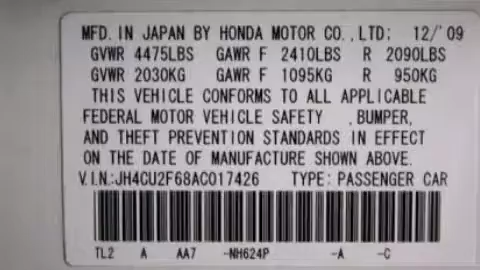 MFD. IN JAPAN BY HONDA MOTOR CO., LTD; 12/'09
GVWR 4475LBS GAWR F 2410LBS R 2090LBS
GVWR 2030KG GAWR F 1095KG R 950KG
THIS VEHICLE CONFORMS TO ALL APPLICABLE
FEDERAL MOTOR VEHICLE SAFETY ,BUMPER,
AND THEFT PREVENTION STANDARDS IN EFFECT
ON THE DATE OF MANUFACTURE SHOWN ABOVE.
V.I.N.:JH4CU2F68AC017426 TYPE: PASSENGER CAR
TL2 A AA7 -NH624P -A -C